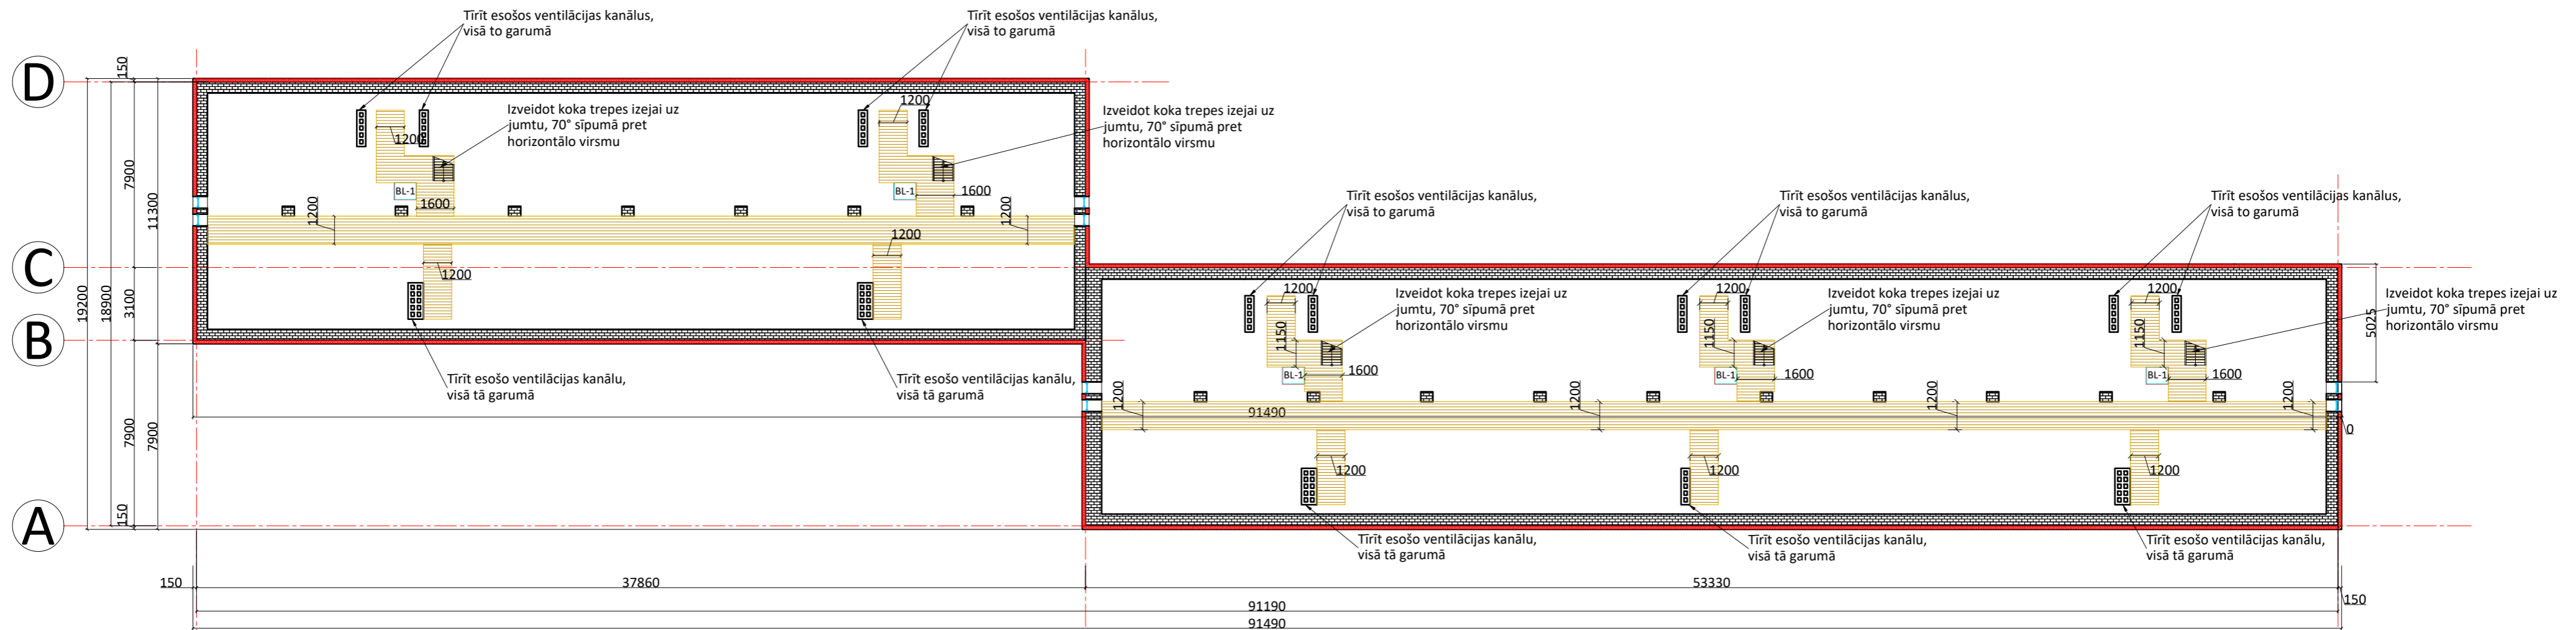 Tīrīt esošos ventilācijas kanālus,
visā to garumā
Tīrīt esošos ventilācijas kanālus,
visā to garumā
D
150
1200
Izveidot koka trepes izejai uz
jumtu, 70° sīpumā pret
horizontālo virsmu
1200
Izveidot koka trepes izejai uz
jumtu, 70° sīpumā pret
horizontālo virsmu
7900
11300
BL-1
1600
1200
BL-1
1600
1200
1200
1200
C
19200
18900
3100
B
Tīrīt esošo ventilācijas kanālu,
visā tā garumā
Tīrīt esošo ventilācijas kanālu,
visā tā garumā
Tīrīt esošos ventilācijas kanālus,
visā to garumā
Tīrīt esošos ventilācijas kanālus,
visā to garumā
Tīrīt esošos ventilācijas kanālus,
visā to garumā
1200
Izveidot koka trepes izejai uz
jumtu, 70° sīpumā pret
horizontālo virsmu
1200
Izveidot koka trepes izejai uz
jumtu, 70° sīpumā pret
horizontālo virsmu
1200
Izveidot koka trepes izejai uz
jumtu, 70° sīpumā pret
horizontālo virsmu
1150
1150
1150
5025
BL-1
1600
BL-1
1600
BL-1
1600
1200
91490
1200
1200
1200
0
7900
7900
1200
1200
1200
A
150
Tīrīt esošo ventilācijas kanālu,
visā tā garumā
Tīrīt esošo ventilācijas kanālu,
visā tā garumā
Tīrīt esošo ventilācijas kanālu,
visā tā garumā
150
37860
53330
150
91190
91490